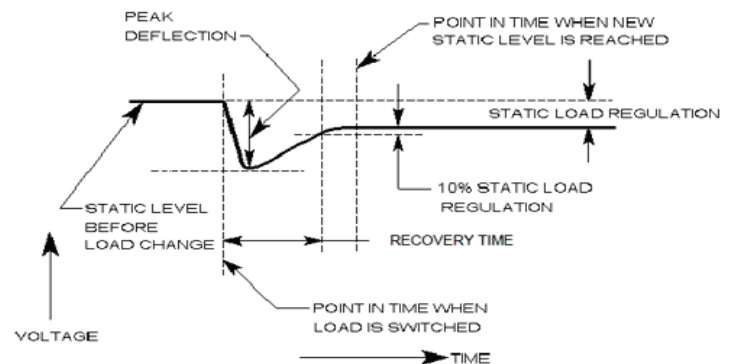 PEAK
DEFLECTION
POINT IN TIME WHEN NEW
STATIC LEVEL IS REACHED
STATIC LOAD REGULATION
10% STATIC LOAD
REGULATION
STATIC LEVEL
BEFORE
LOAD CHANGE
RECOVERY TIME
POINT IN TIME WHEN
LOAD IS SWITCHED
VOLTAGE
TIME